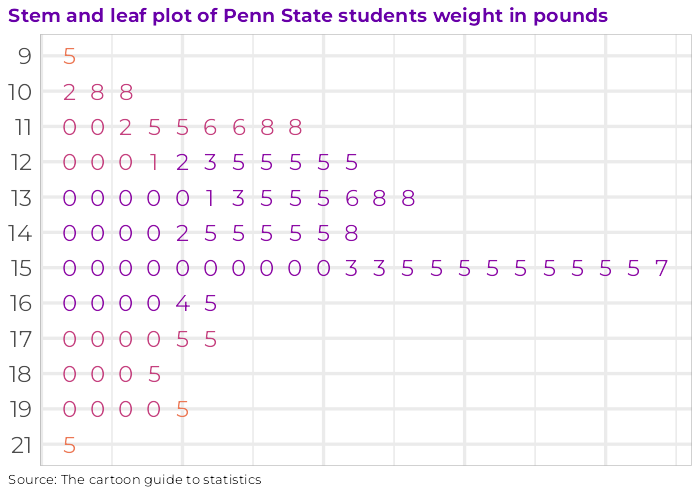 Stem and leaf plot of Penn State students weight in pounds
9 5
10 2 8 8
11 0 0 2 5 5 6 6 8 8
12 0 0 0 1 2 3 5 5 5 5 5
13 0 0 0 0 0 1 3 5 5 5 6 8 8
14 0 0 0 0 2 5 5 5 5 5 8
15 0 0 0 0 0 0 0 0 0 0 3 3 5 5 5 5 5 5 5 5 5 7
16 0 0 0 0 4 5
17 0 0 0 0 5 5
18 0 0 0 5
19 0 0 0 0 5
21 5
Source: The cartoon guide to statistics